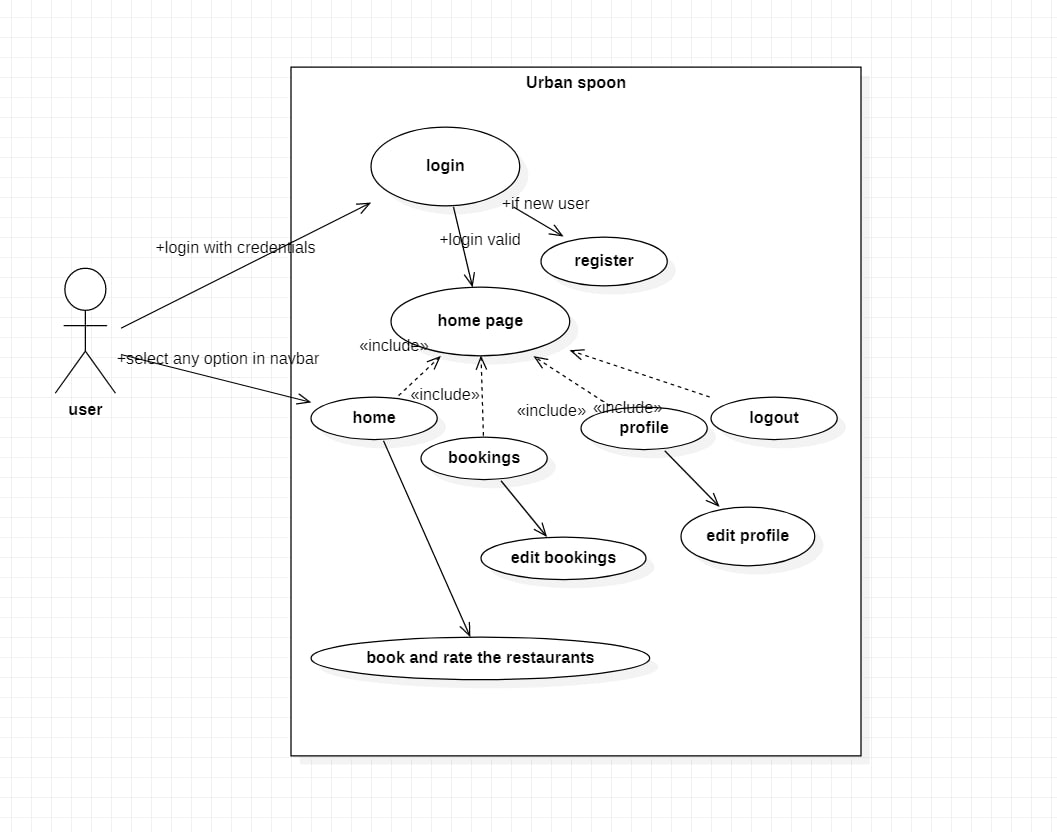 Urban spoon
login
+if new user
+login valid
+login with credentials
register
home page
«include»
+select any option in navbar
«include»
«include»
«include»
user
home
profile
logout
bookings
edit profile
edit bookings
book and rate the restaurants